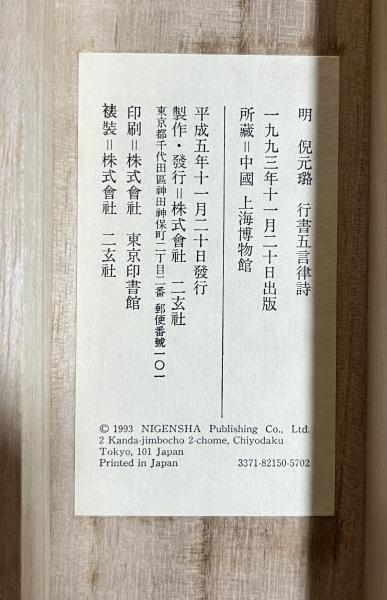 明 倪元璐 行書五言律詩
一九九三年十一月二十日出版
所藏＝中國 上海博物館
平成五年十一月二十日發行
製作・發行＝株式會社 二玄社
東京都千代田區神田神保町二丁目二番 郵便番號一〇一
印刷＝株式會社 東京印書館
裱裝＝株式會社 二玄社
© 1993 NIGENSHA Publishing Co., Ltd.
2 Kanda-jimbocho 2-chome, Chiyodaku
Tokyo, 101 Japan
Printed in Japan 3371-82150-5702